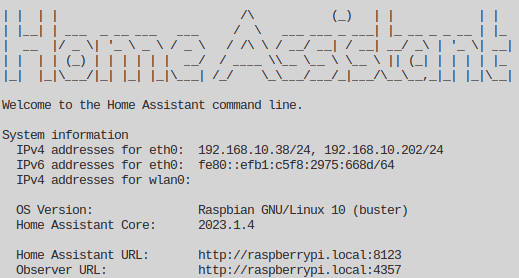 Home Assistant
Welcome to the Home Assistant command line.
System information
IPv4 addresses for eth0: 192.168.10.38/24, 192.168.10.202/24
IPv6 addresses for eth0: fe80::efb1:c5f8:2975:668d/64
IPv4 addresses for wlan0:
OS Version: Raspbian GNU/Linux 10 (buster)
Home Assistant Core: 2023.1.4
Home Assistant URL: http://raspberrypi.local:8123
Observer URL: http://raspberrypi.local:4357